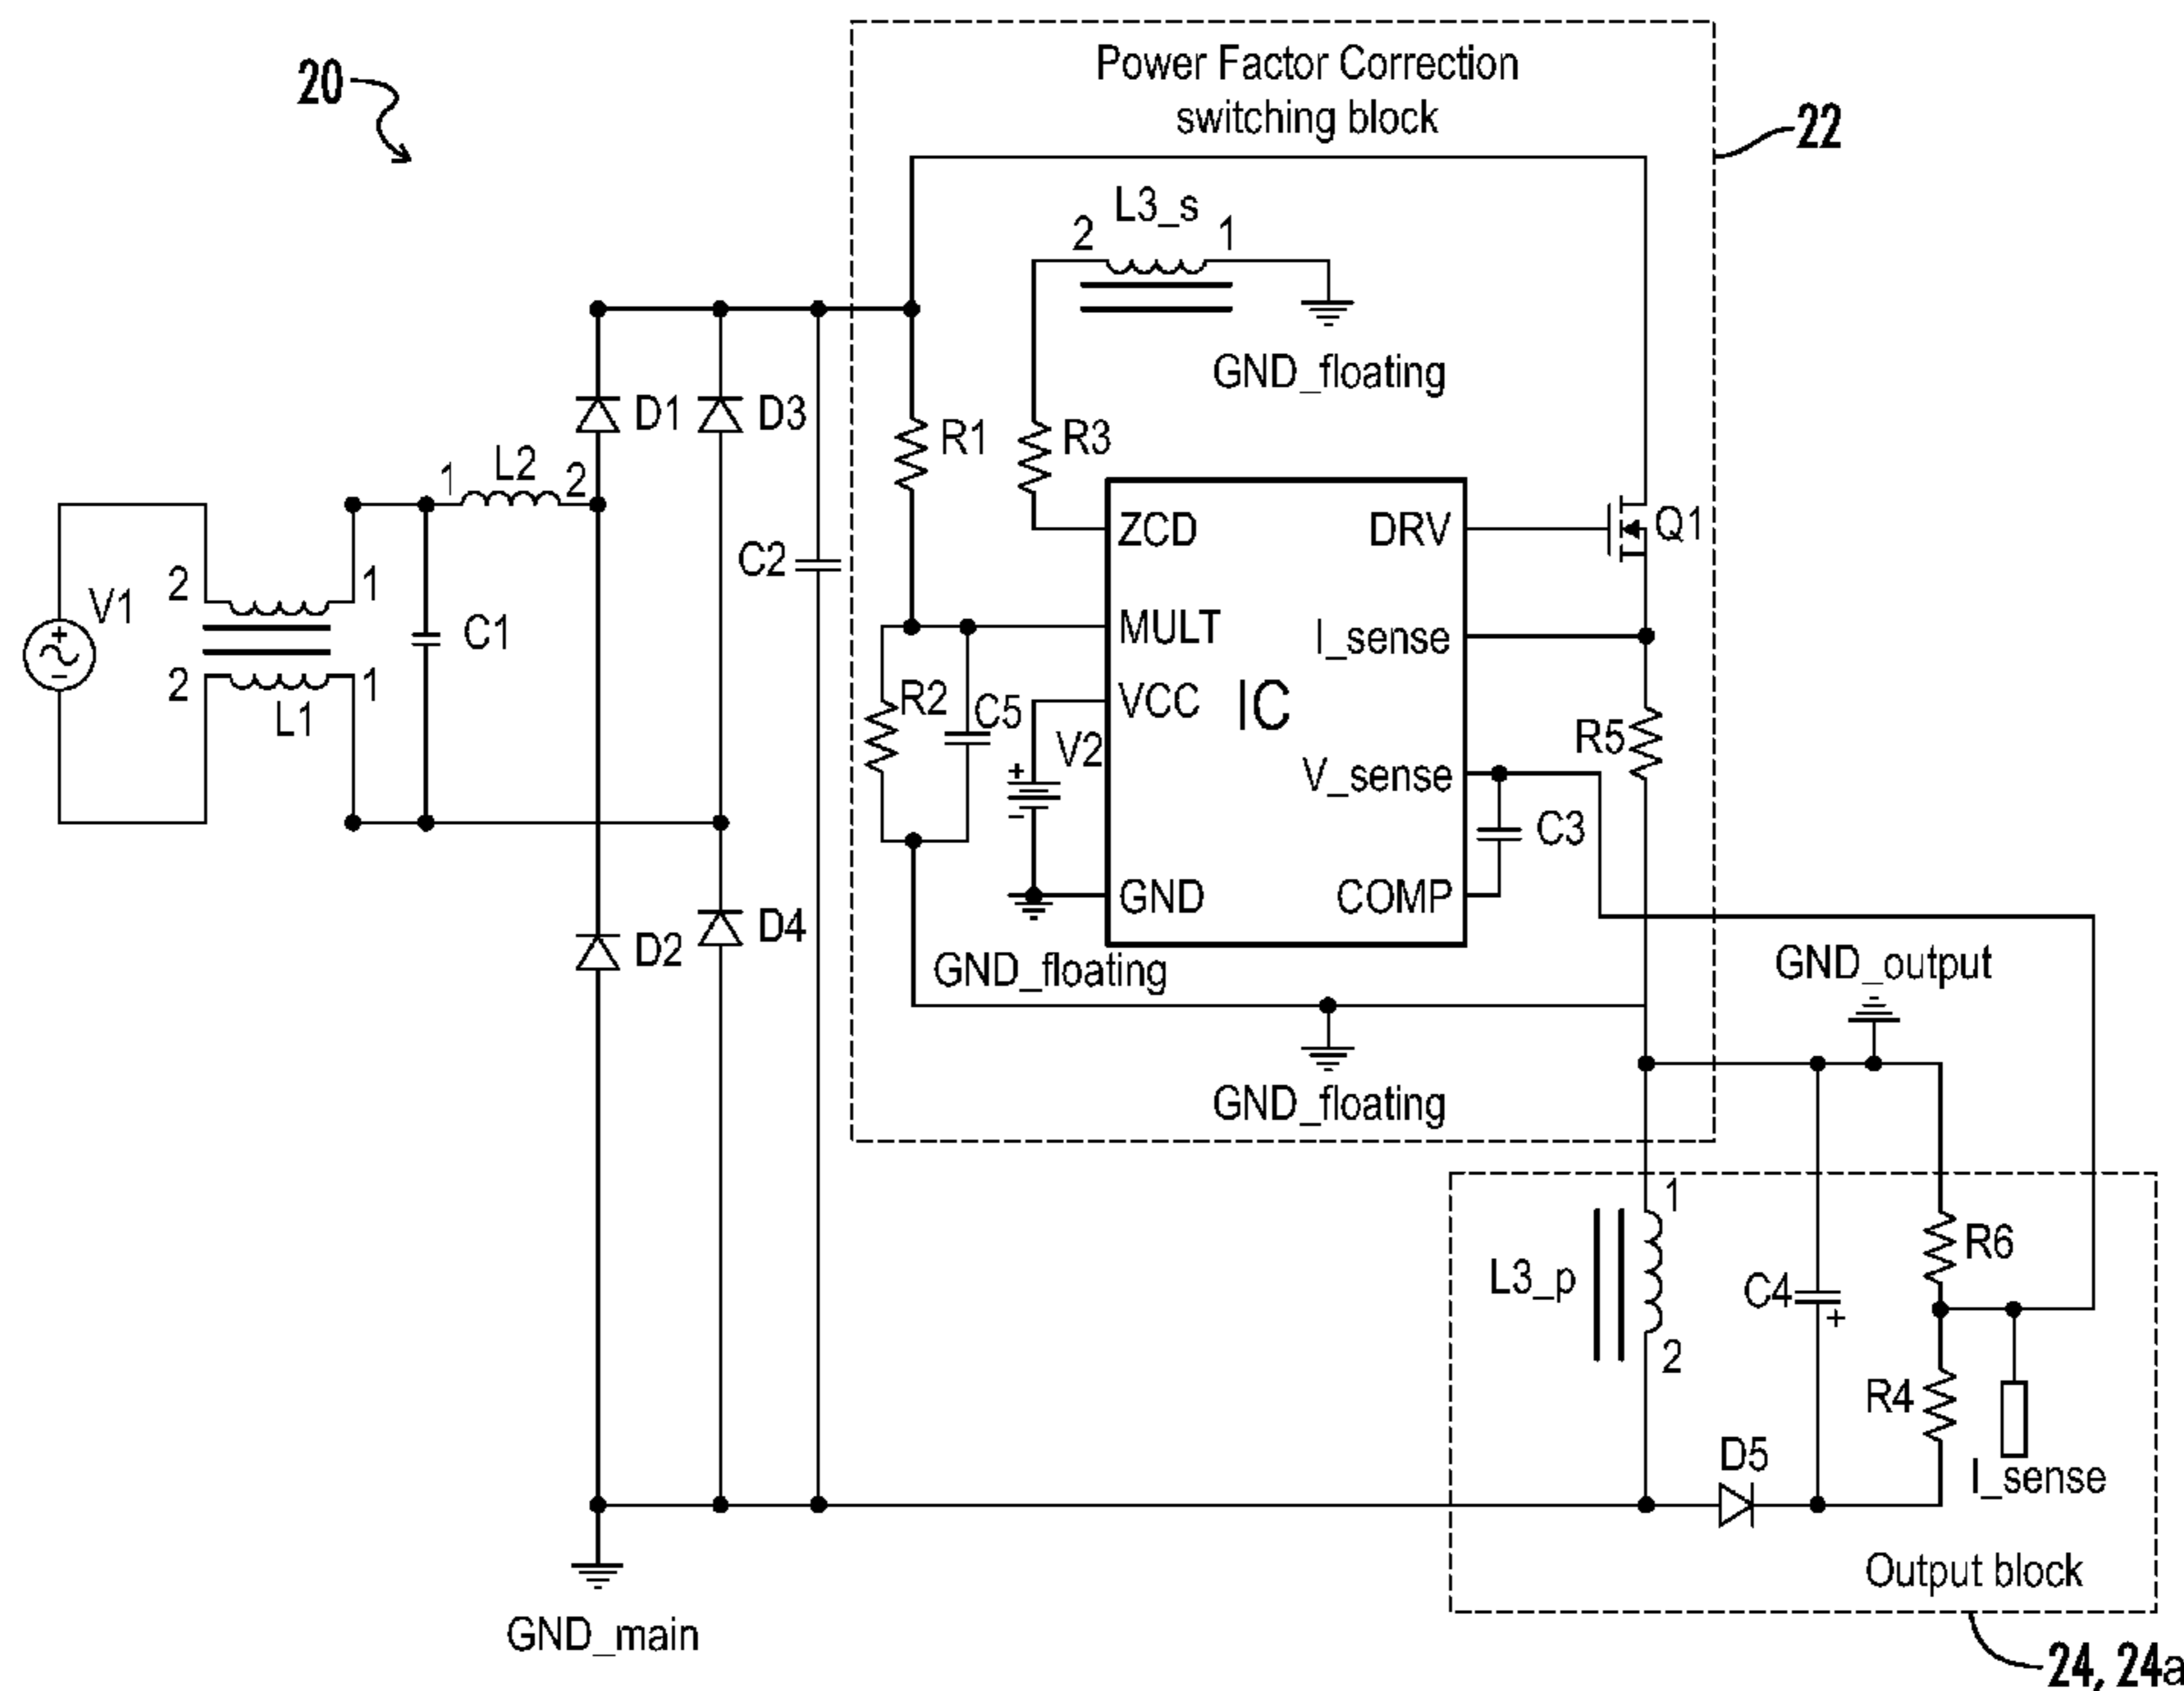 20
Power Factor Correction
switching block
22
L3_s
2
1
GND_floating
D1
D3
R1
R3
1
L2
2
ZCD
DRV
Q1
C2
V1
2
1
C1
MULT
I_sense
2
1
L1
R2
C5
VCC
IC
R5
V2
V_sense
C3
D2
D4
GND
COMP
GND_floating
GND_output
GND_floating
1
L3_p
2
C4
R6
R4
D5
I_sense
Output block
GND_main
24, 24a
+
−
+
−
+